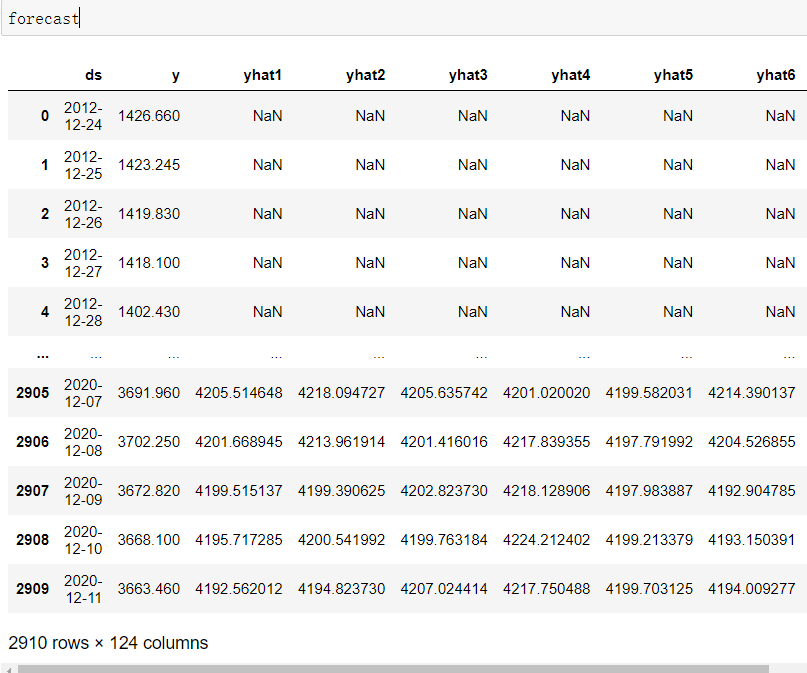 forecast
ds y yhat1 yhat2 yhat3 yhat4 yhat5 yhat6
0 2012-12-24 1426.660 NaN NaN NaN NaN NaN NaN
1 2012-12-25 1423.245 NaN NaN NaN NaN NaN NaN
2 2012-12-26 1419.830 NaN NaN NaN NaN NaN NaN
3 2012-12-27 1418.100 NaN NaN NaN NaN NaN NaN
4 2012-12-28 1402.430 NaN NaN NaN NaN NaN NaN
... ... ... ... ... ... ... ... ...
2905 2020-12-07 3691.960 4205.514648 4218.094727 4205.635742 4201.020020 4199.582031 4214.390137
2906 2020-12-08 3702.250 4201.668945 4213.961914 4201.416016 4217.839355 4197.791992 4204.526855
2907 2020-12-09 3672.820 4199.515137 4199.390625 4202.823730 4218.128906 4197.983887 4192.904785
2908 2020-12-10 3668.100 4195.717285 4200.541992 4199.763184 4224.212402 4199.213379 4193.150391
2909 2020-12-11 3663.460 4192.562012 4194.823730 4207.024414 4217.750488 4199.703125 4194.009277
2910 rows × 124 columns